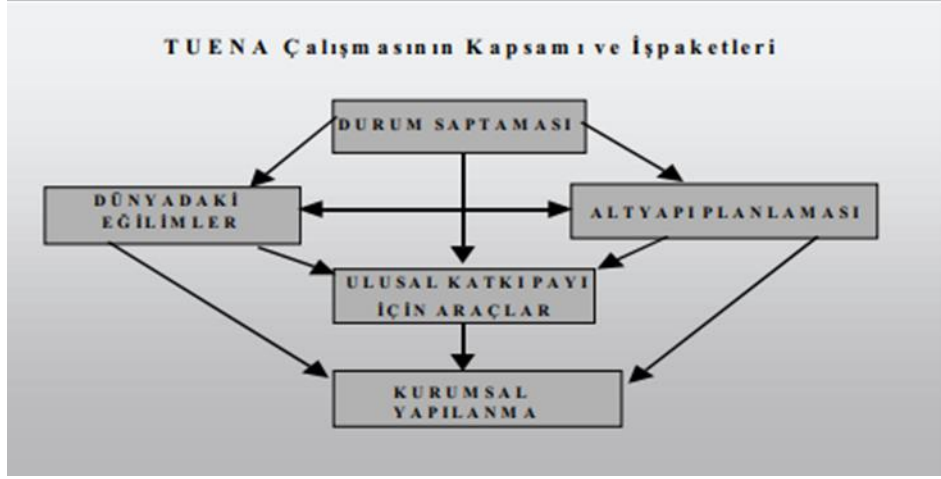 TUENA Çalışmasının Kapsamı ve İşpaketleri
DURUM SAPTAMASI
DÜNYADAKİ
EĞİLİMLER
ALTYAPI PLANLAMASI
ULUSAL KATKI PAYI
İÇİN ARAÇLAR
KURUMSAL
YAPILANMA